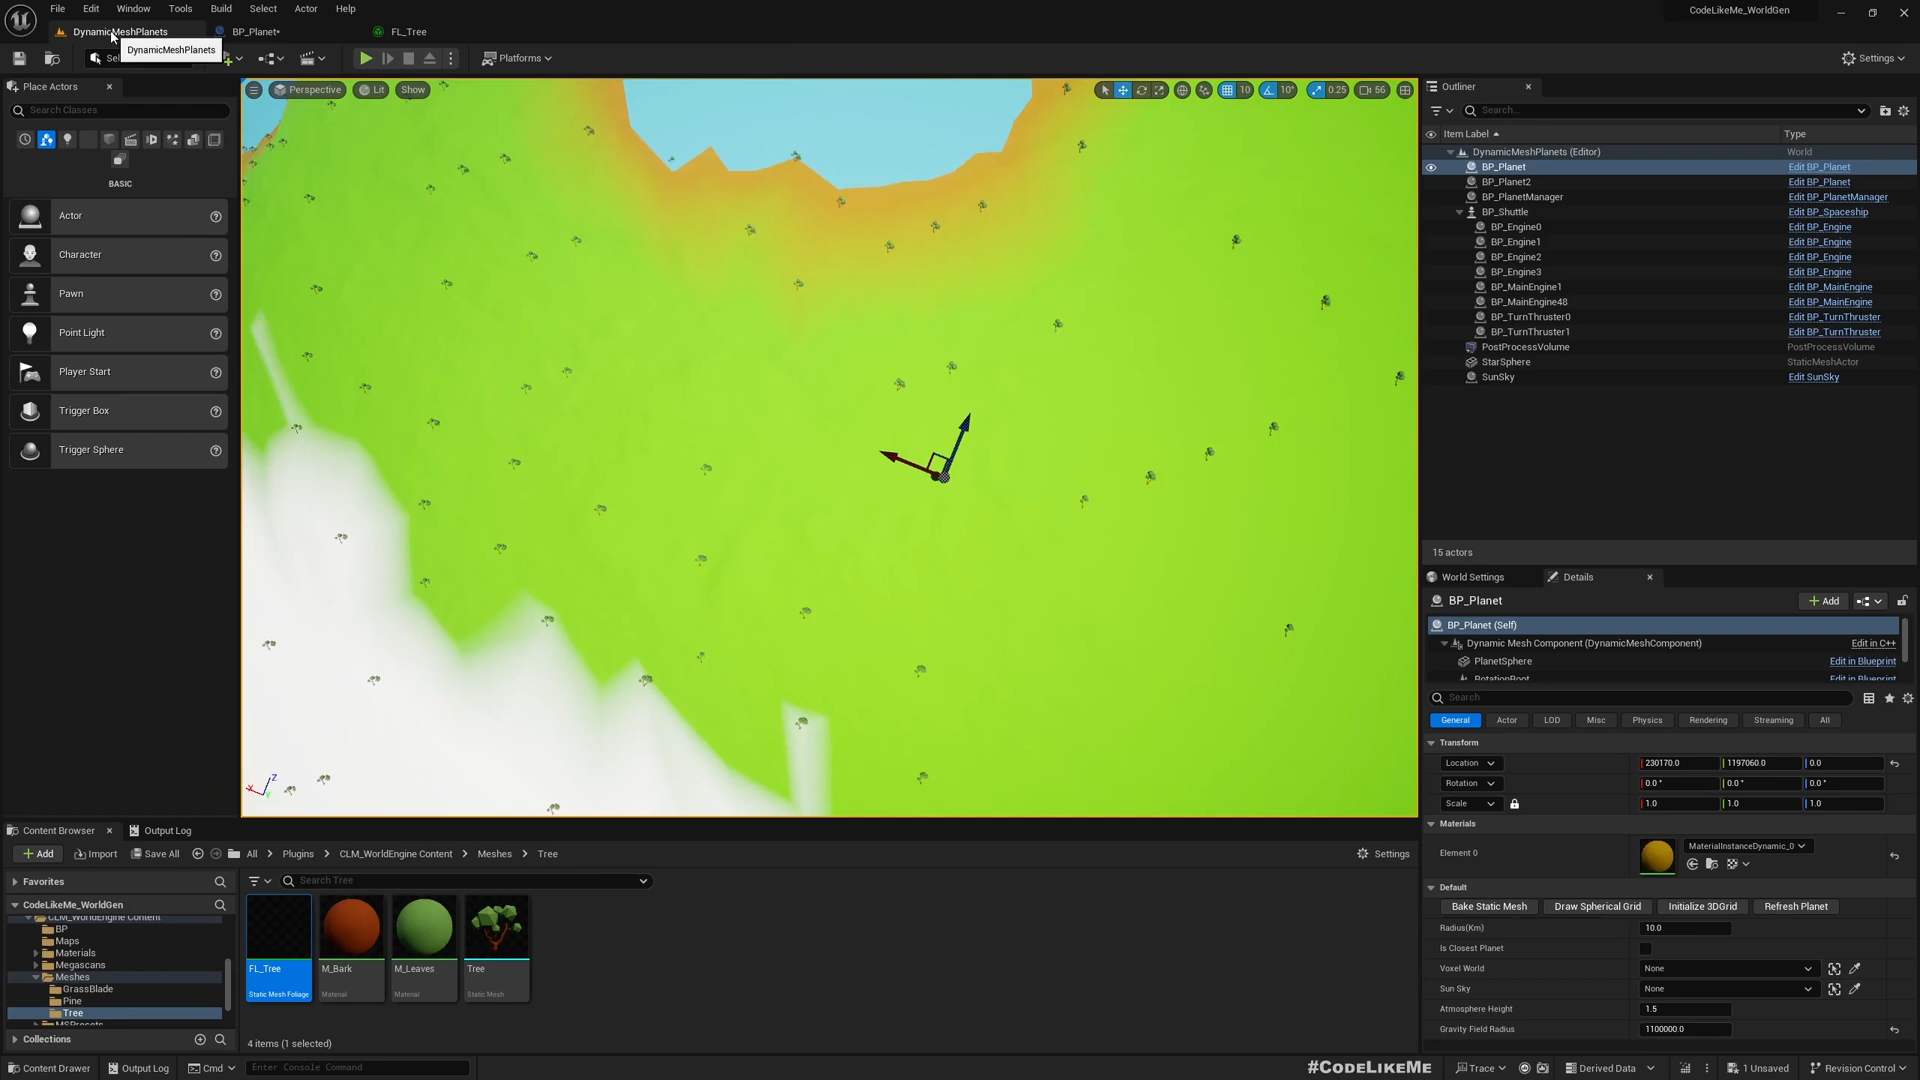 File Edit Window Tools Build Select Actor Help
CodeLikeMe_WorldGen
DynamicMeshPlanets
BP_Planet•
FL_Tree
DynamicMeshPlanets
Platforms
Settings
Place Actors
Search Classes
BASIC
Actor
Character
Pawn
Point Light
Player Start
Trigger Box
Trigger Sphere
Perspective
Lit
Show
10
10°
0.25
56
Z
Outliner
Search...
Item Label
Type
DynamicMeshPlanets (Editor) World
BP_Planet Edit BP_Planet
BP_Planet2 Edit BP_Planet
BP_PlanetManager Edit BP_PlanetManager
BP_Shuttle Edit BP_Spaceship
BP_Engine0 Edit BP_Engine
BP_Engine1 Edit BP_Engine
BP_Engine2 Edit BP_Engine
BP_Engine3 Edit BP_Engine
BP_MainEngine1 Edit BP_MainEngine
BP_MainEngine48 Edit BP_MainEngine
BP_TurnThruster0 Edit BP_TurnThruster
BP_TurnThruster1 Edit BP_TurnThruster
PostProcessVolume PostProcessVolume
StarSphere StaticMeshActor
SunSky Edit SunSky
15 actors
World Settings
Details
BP_Planet
Add
BP_Planet (Self)
Dynamic Mesh Component (DynamicMeshComponent) Edit in C++
PlanetSphere Edit in Blueprint
RotationRoot Edit in Blueprint
Search
General Actor LOD Misc Physics Rendering Streaming All
Transform
Location 230170.0 1197060.0 0.0
Rotation 0.0 ° 0.0 ° 0.0 °
Scale 1.0 1.0 1.0
Materials
Element 0 MaterialInstanceDynamic_0
Default
Bake Static Mesh Draw Spherical Grid Initialize 3DGrid Refresh Planet
Radius(Km) 10.0
Is Closest Planet
Voxel World None
Sun Sky None
Atmosphere Height 1.5
Gravity Field Radius 1100000.0
Content Browser
Output Log
Add Import Save All All > Plugins > CLM_WorldEngine Content > Meshes > Tree
Settings
Favorites
CodeLikeMe_WorldGen
CLM_WorldEngine Content
BP
Maps
Materials
Megascans
Meshes
GrassBlade
Pine
Tree
MSPresets
Collections
Search Tree
FL_Tree
Static Mesh Foliage
M_Bark
Material
M_Leaves
Material
Tree
Static Mesh
4 items (1 selected)
Content Drawer
Output Log
Cmd
Enter Console Command
#CODELIKEME
Trace
Derived Data
1 Unsaved
Revision Control